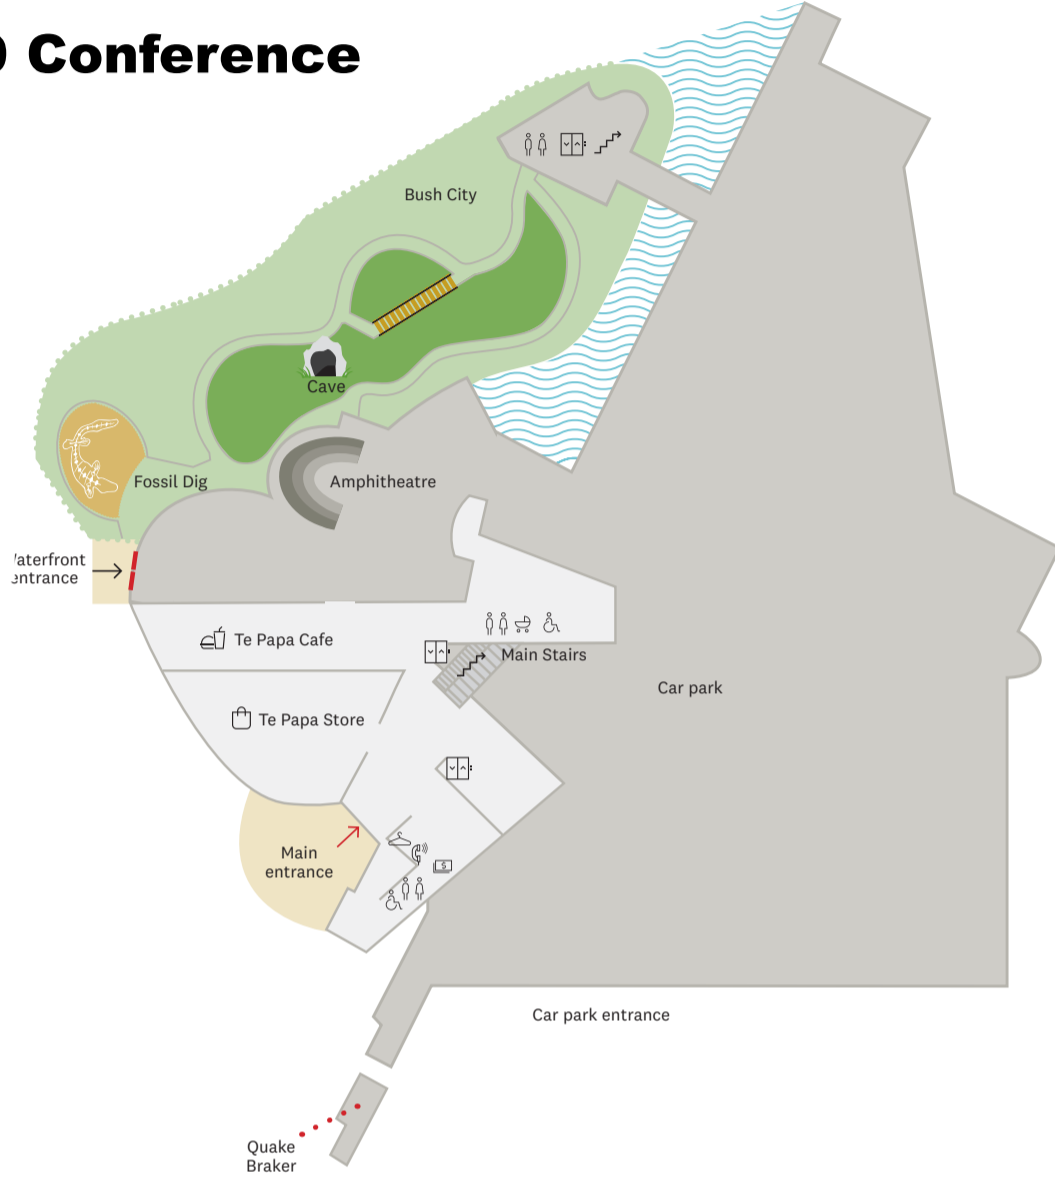 Conference
Bush City
Cave
Fossil Dig
Amphitheatre
entrance
Te Papa Cafe
Main Stairs
Car park
Te Papa Store
Main
entrance
$
Car park entrance
Quake
Braker